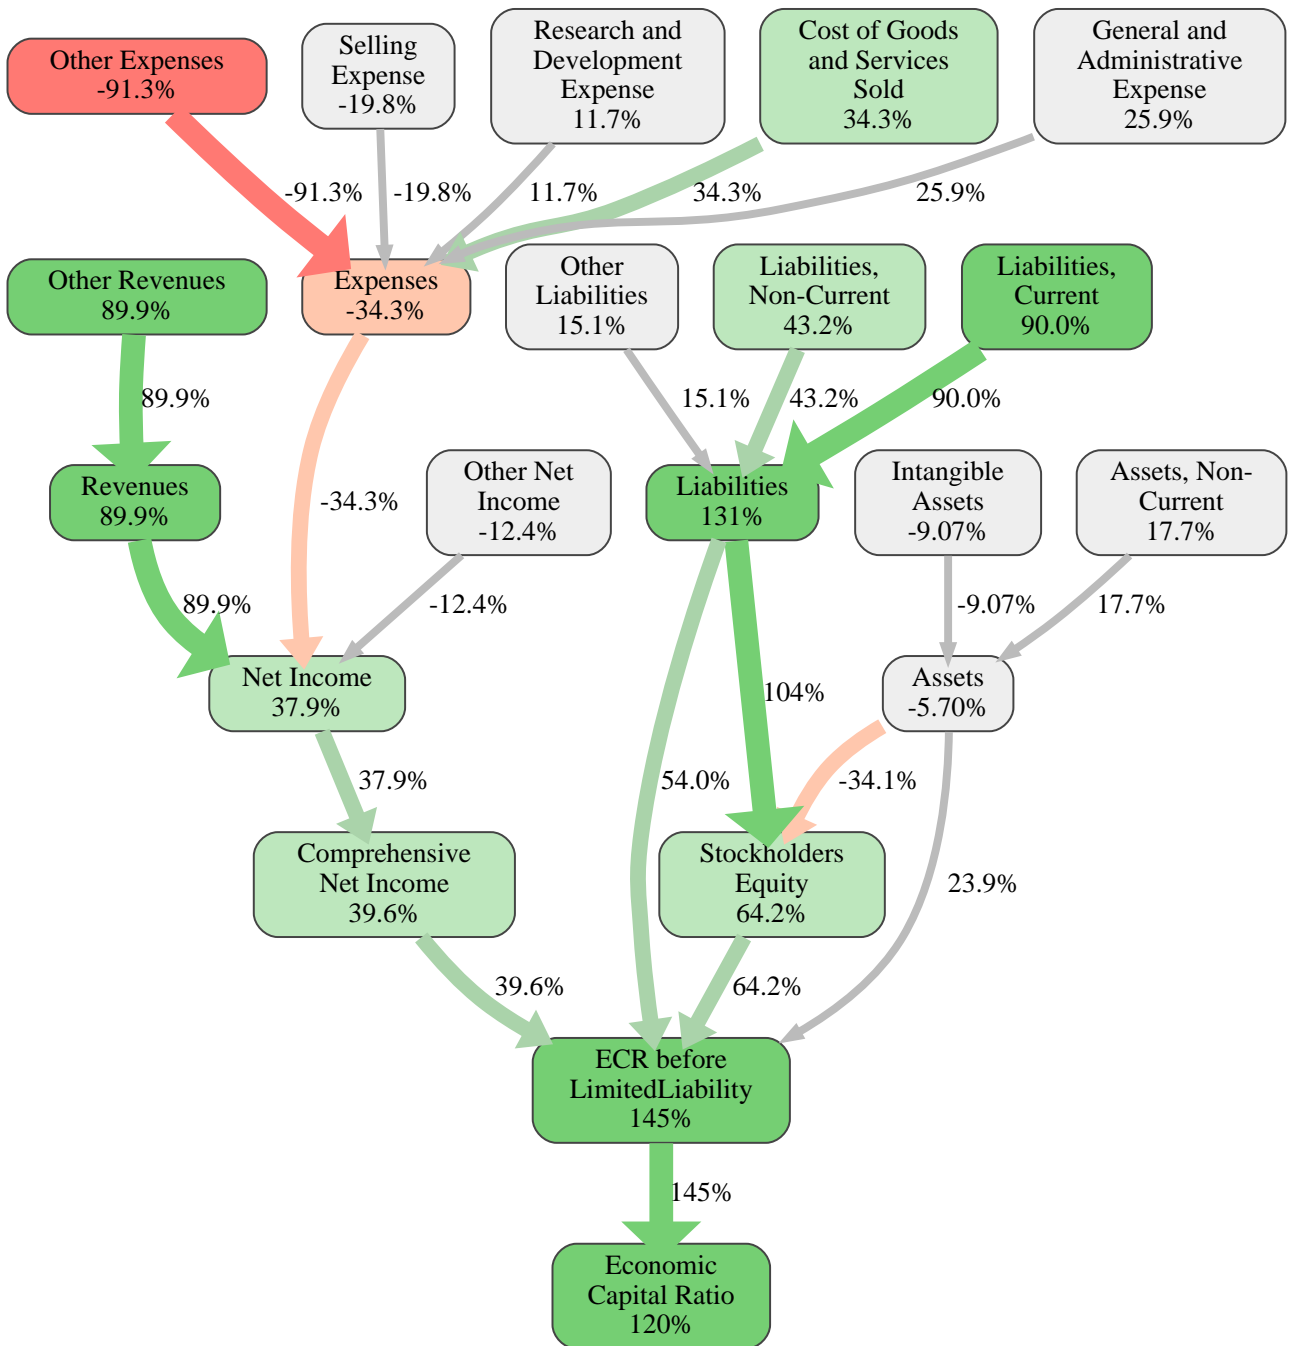 Other Expenses
-91.3%
Selling
Expense
-19.8%
Research and
Development
Expense
11.7%
Cost of Goods
and Services
Sold
34.3%
General and
Administrative
Expense
25.9%
-91.3%
-19.8%
11.7%
34.3%
25.9%
Other Revenues
89.9%
Expenses
-34.3%
Other
Liabilities
15.1%
Liabilities,
Non-Current
43.2%
Liabilities,
Current
90.0%
89.9%
15.1%
43.2%
90.0%
Revenues
89.9%
-34.3%
Other Net
Income
-12.4%
Liabilities
131%
Intangible
Assets
-9.07%
Assets, Non-
Current
17.7%
89.9%
-12.4%
-9.07%
17.7%
Net Income
37.9%
104%
Assets
-5.70%
37.9%
54.0%
-34.1%
Comprehensive
Net Income
39.6%
Stockholders
Equity
64.2%
23.9%
39.6%
64.2%
ECR before
LimitedLiability
145%
145%
Economic
Capital Ratio
120%